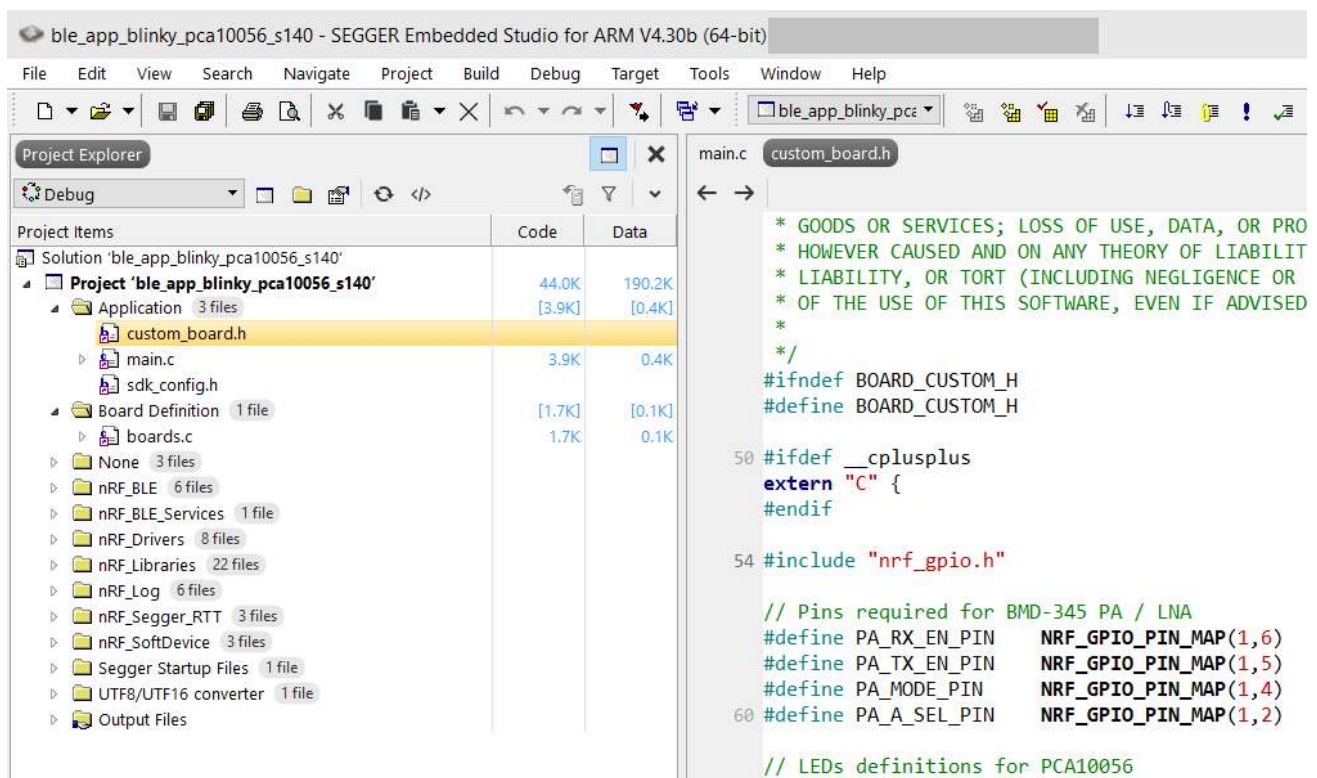 ble_app_blinky_pca10056_s140 - SEGGER Embedded Studio for ARM V4.30b (64-bit)
File Edit View Search Navigate Project Build Debug Target Tools Window Help
ble_app_blinky_pca
Project Explorer
Debug
Project Items Code Data
Solution 'ble_app_blinky_pca10056_s140'
Project 'ble_app_blinky_pca10056_s140' 44.0K 190.2K
Application 3 files [3.9K] [0.4K]
custom_board.h
main.c 3.9K 0.4K
sdk_config.h
Board Definition 1 file [1.7K] [0.1K]
boards.c 1.7K 0.1K
None 3 files
nRF_BLE 6 files
nRF_BLE_Services 1 file
nRF_Drivers 8 files
nRF_Libraries 22 files
nRF_Log 6 files
nRF_Segger_RTT 3 files
nRF_SoftDevice 3 files
Segger Startup Files 1 file
UTF8/UTF16 converter 1 file
Output Files
main.c custom_board.h
* GOODS OR SERVICES; LOSS OF USE, DATA, OR PRO
* HOWEVER CAUSED AND ON ANY THEORY OF LIABILIT
* LIABILITY, OR TORT (INCLUDING NEGLIGENCE OR
* OF THE USE OF THIS SOFTWARE, EVEN IF ADVISED
*
*/
#ifndef BOARD_CUSTOM_H
#define BOARD_CUSTOM_H
50 #ifdef __cplusplus
extern "C" {
#endif
54 #include "nrf_gpio.h"
// Pins required for BMD-345 PA / LNA
#define PA_RX_EN_PIN NRF_GPIO_PIN_MAP(1,6)
#define PA_TX_EN_PIN NRF_GPIO_PIN_MAP(1,5)
#define PA_MODE_PIN NRF_GPIO_PIN_MAP(1,4)
60 #define PA_A_SEL_PIN NRF_GPIO_PIN_MAP(1,2)
// LEDs definitions for PCA10056